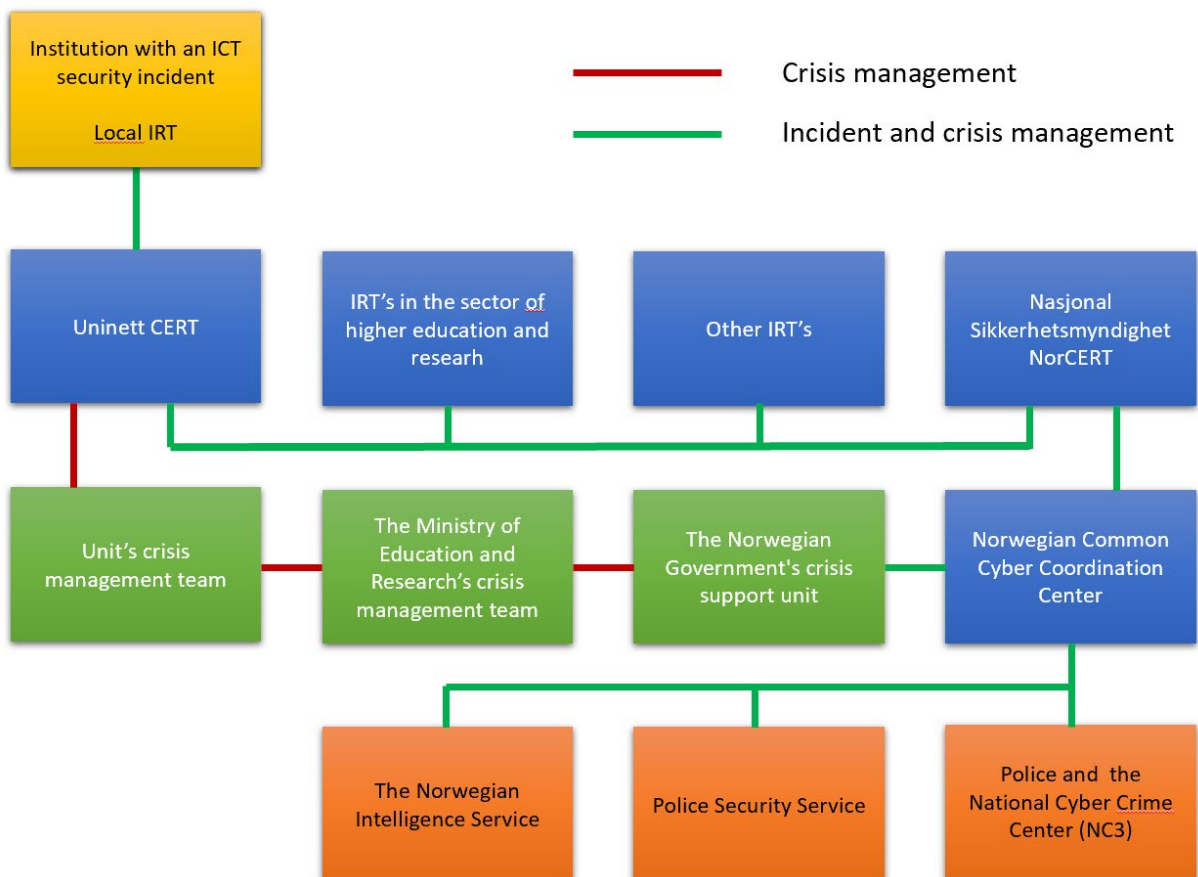 Institution with an ICT
security incident
Local IRT
Crisis management
Incident and crisis management
Uninett CERT
IRT’s in the sector of
higher education and
researh
Other IRT’s
Nasjonal
Sikkerhetsmyndighet
NorCERT
Unit’s crisis
management team
The Ministry of
Education and
Research’s crisis
management team
The Norwegian
Government's crisis
support unit
Norwegian Common
Cyber Coordination
Center
The Norwegian
Intelligence Service
Police Security Service
Police and  the
National Cyber Crime
Center (NC3)